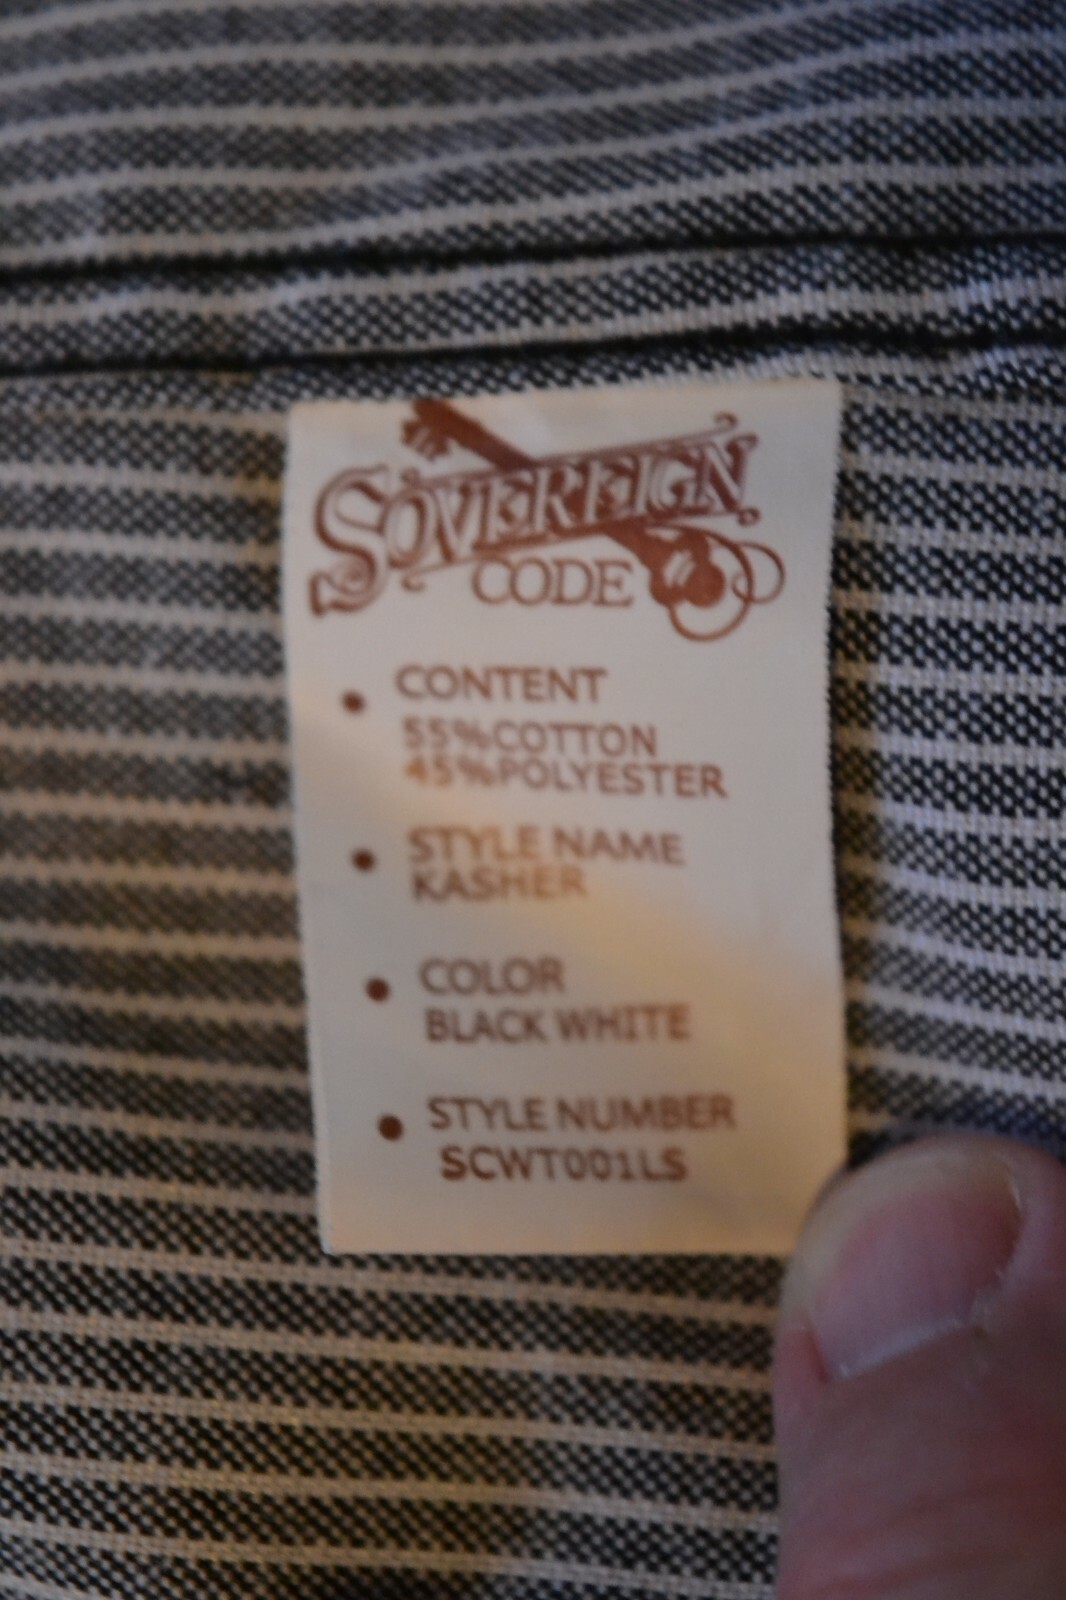 SOVEREIGN
CODE
CONTENT
55%COTTON
45%POLYESTER
STYLE NAME
KASHER
COLOR
BLACK WHITE
STYLE NUMBER
SCWT001LS